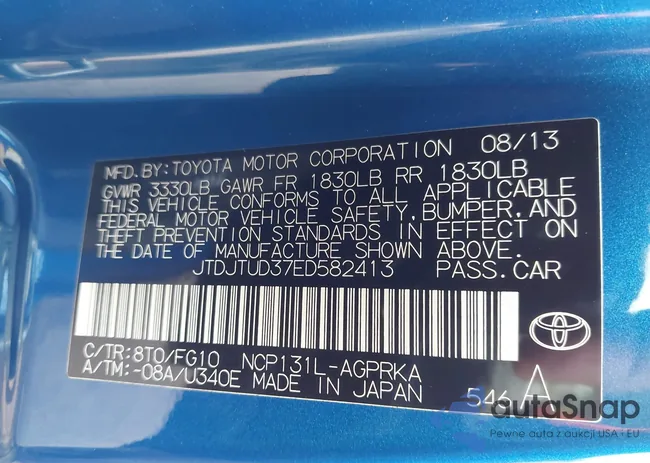 MFD. BY: TOYOTA MOTOR CORPORATION 08/13
GVWR 3330LB GAWR FR 1830LB RR 1830LB
THIS VEHICLE CONFORMS TO ALL APPLICABLE
FEDERAL MOTOR VEHICLE SAFETY, BUMPER, AND
THEFT PREVENTION STANDARDS IN EFFECT ON
THE DATE OF MANUFACTURE SHOWN ABOVE.
JTDJTUD37ED582413 PASS. CAR
C/TR: 8T0/FG10 NCP131L-AGPRKA
A/TM: -08A/U340E MADE IN JAPAN 546 A
autaSnap
Pewne auta z aukcji USA • EU